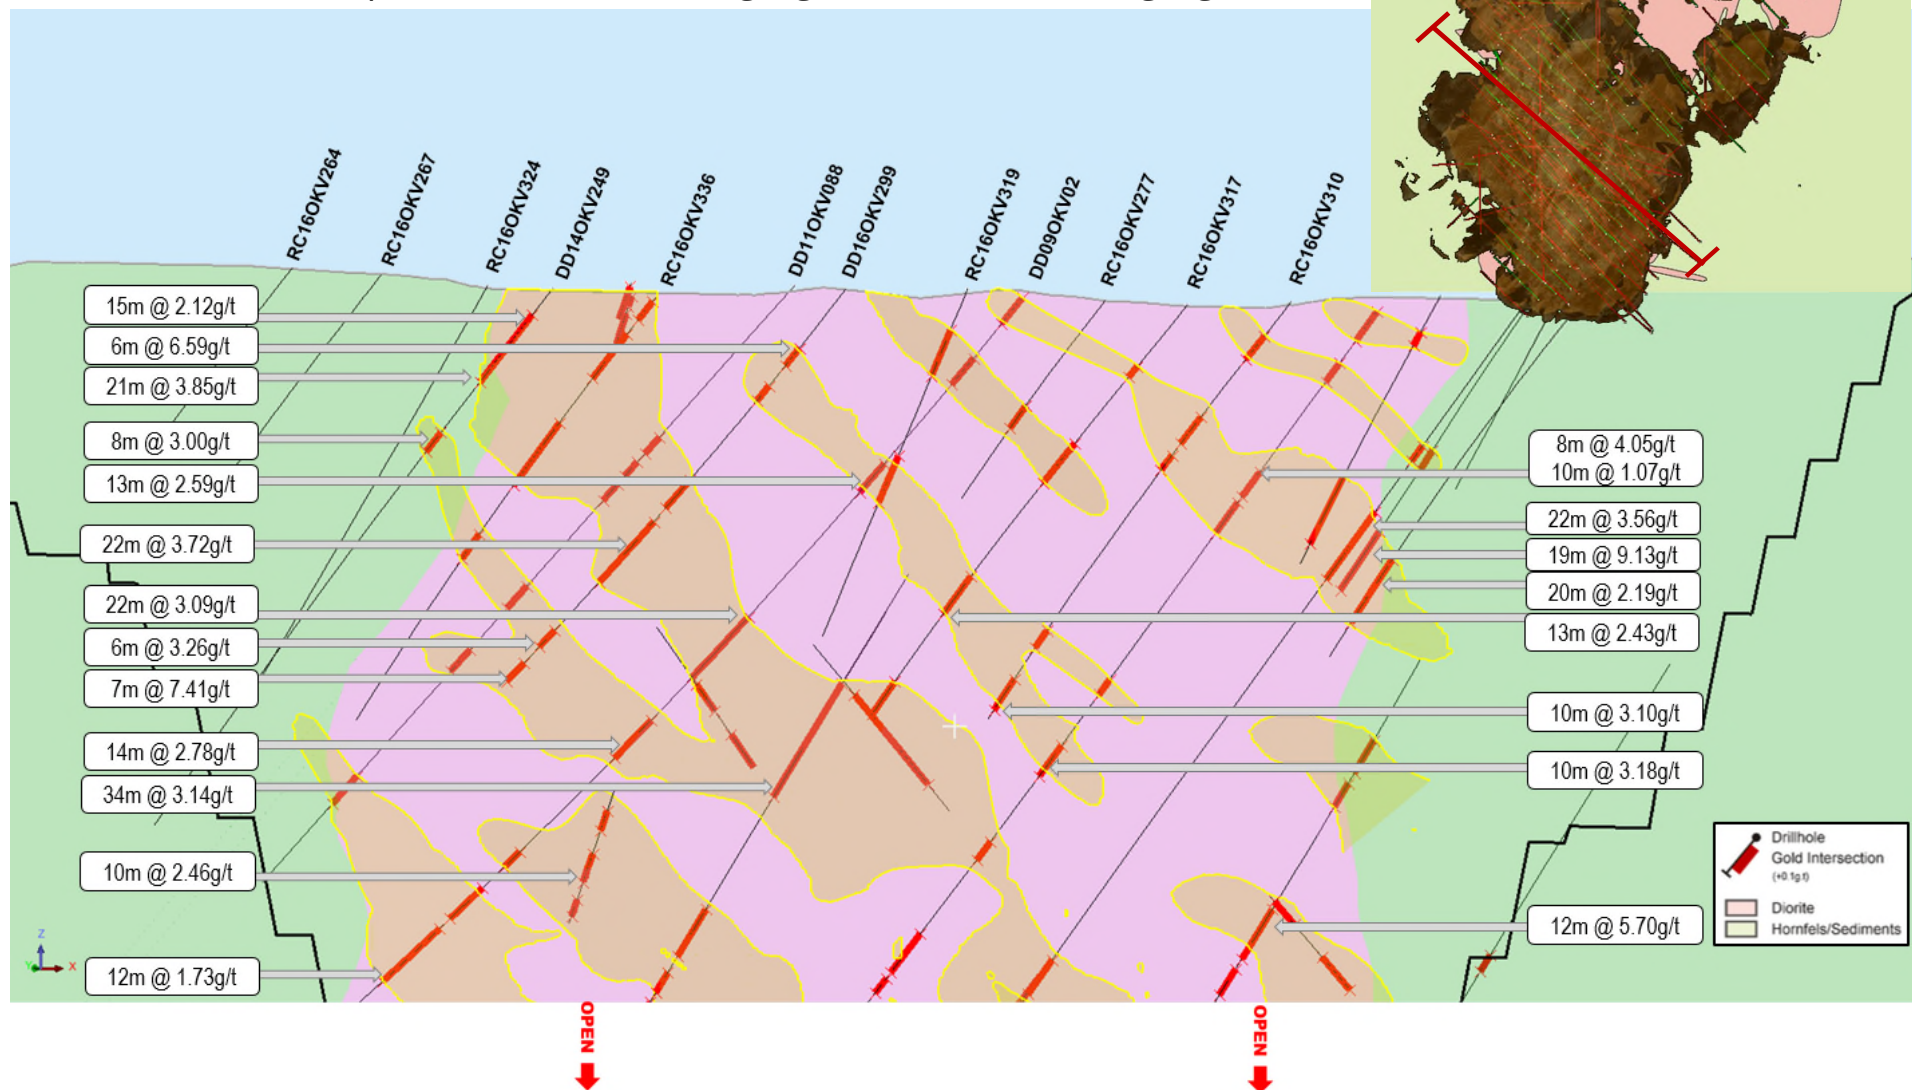 RC16OKV264
RC16OKV267
RC16OKV324
DD14OKV249
RC16OKV336
DD11OKV088
DD16OKV299
RC16OKV319
DD09OKV02
RC16OKV277
RC16OKV317
RC16OKV310
15m @ 2.12g/t
6m @ 6.59g/t
21m @ 3.85g/t
8m @ 3.00g/t
13m @ 2.59g/t
22m @ 3.72g/t
22m @ 3.09g/t
6m @ 3.26g/t
7m @ 7.41g/t
14m @ 2.78g/t
34m @ 3.14g/t
10m @ 2.46g/t
12m @ 1.73g/t
8m @ 4.05g/t
10m @ 1.07g/t
22m @ 3.56g/t
19m @ 9.13g/t
20m @ 2.19g/t
13m @ 2.43g/t
10m @ 3.10g/t
10m @ 3.18g/t
12m @ 5.70g/t
Drillhole
Gold Intersection
(+0.1g.t)
Diorite
Hornfels/Sediments
Z
X
OPEN
OPEN